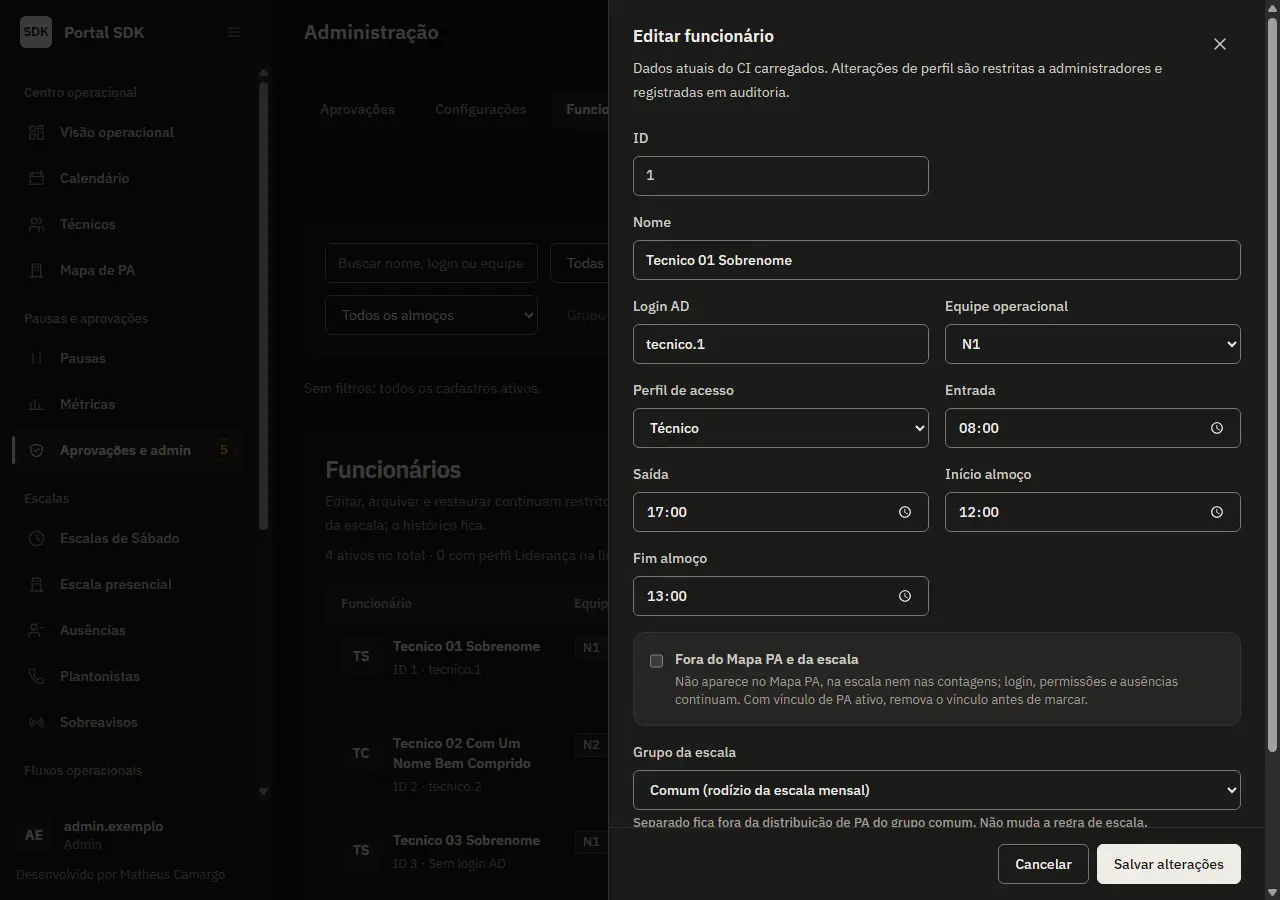 SDK
Portal SDK
Centro operacional
Visão operacional
Calendário
Técnicos
Mapa de PA
Pausas e aprovações
Pausas
Métricas
Aprovações e admin
5
Escalas
Escalas de Sábado
Escala presencial
Ausências
Plantonistas
Sobreavisos
Fluxos operacionais
AE
admin.exemplo
Admin
Desenvolvido por Matheus Camargo
Administração
Aprovações
Configurações
Funcio
Buscar nome, login ou equipe
Todas
Todos os almoços
Grupo
Sem filtros: todos os cadastros ativos.
Funcionários
Editar, arquivar e restaurar continuam restrito
da escala; o histórico fica.
4 ativos no total · 0 com perfil Liderança na lis
Funcionário
Equip
TS
Tecnico 01 Sobrenome
ID 1 · tecnico.1
N1
TC
Tecnico 02 Com Um
Nome Bem Comprido
ID 2 · tecnico.2
N2
TS
Tecnico 03 Sobrenome
ID 3 · Sem login AD
N1
Editar funcionário
Dados atuais do CI carregados. Alterações de perfil são restritas a administradores e
registradas em auditoria.
ID
1
Nome
Tecnico 01 Sobrenome
Login AD
tecnico.1
Equipe operacional
N1
Perfil de acesso
Técnico
Entrada
08:00
Saída
17:00
Início almoço
12:00
Fim almoço
13:00
Fora do Mapa PA e da escala
Não aparece no Mapa PA, na escala nem nas contagens; login, permissões e ausências
continuam. Com vínculo de PA ativo, remova o vínculo antes de marcar.
Grupo da escala
Comum (rodízio da escala mensal)
Separado fica fora da distribuição de PA do grupo comum. Não muda a regra de escala.
Cancelar
Salvar alterações